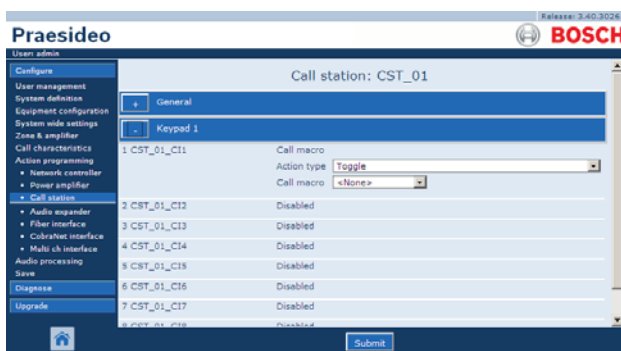 Release: 3.40.3026
Praesideo
BOSCH
User: admin
Configure
User management
System definition
Equipment configuration
System wide settings
Zone & amplifier
Call characteristics
Action programming
• Network controller
• Power amplifier
• Call station
• Audio expander
• Fiber interface
• CobraNet interface
• Multi ch interface
Audio processing
Save
Diagnose
Upgrade
Call station: CST_01
+ General
- Keypad 1
1 CST_01_CI1 Call macro
Action type Toggle
Call macro <None>
2 CST_01_CI2 Disabled
3 CST_01_CI3 Disabled
4 CST_01_CI4 Disabled
5 CST_01_CI5 Disabled
6 CST_01_CI6 Disabled
7 CST_01_CI7 Disabled
8 CST_01_CI8 Disabled
Submit